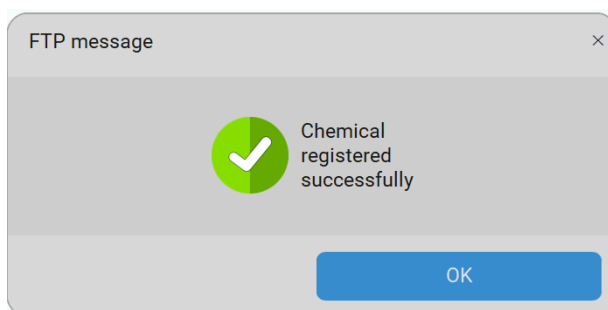 FTP message
Chemical
registered
successfully
OK